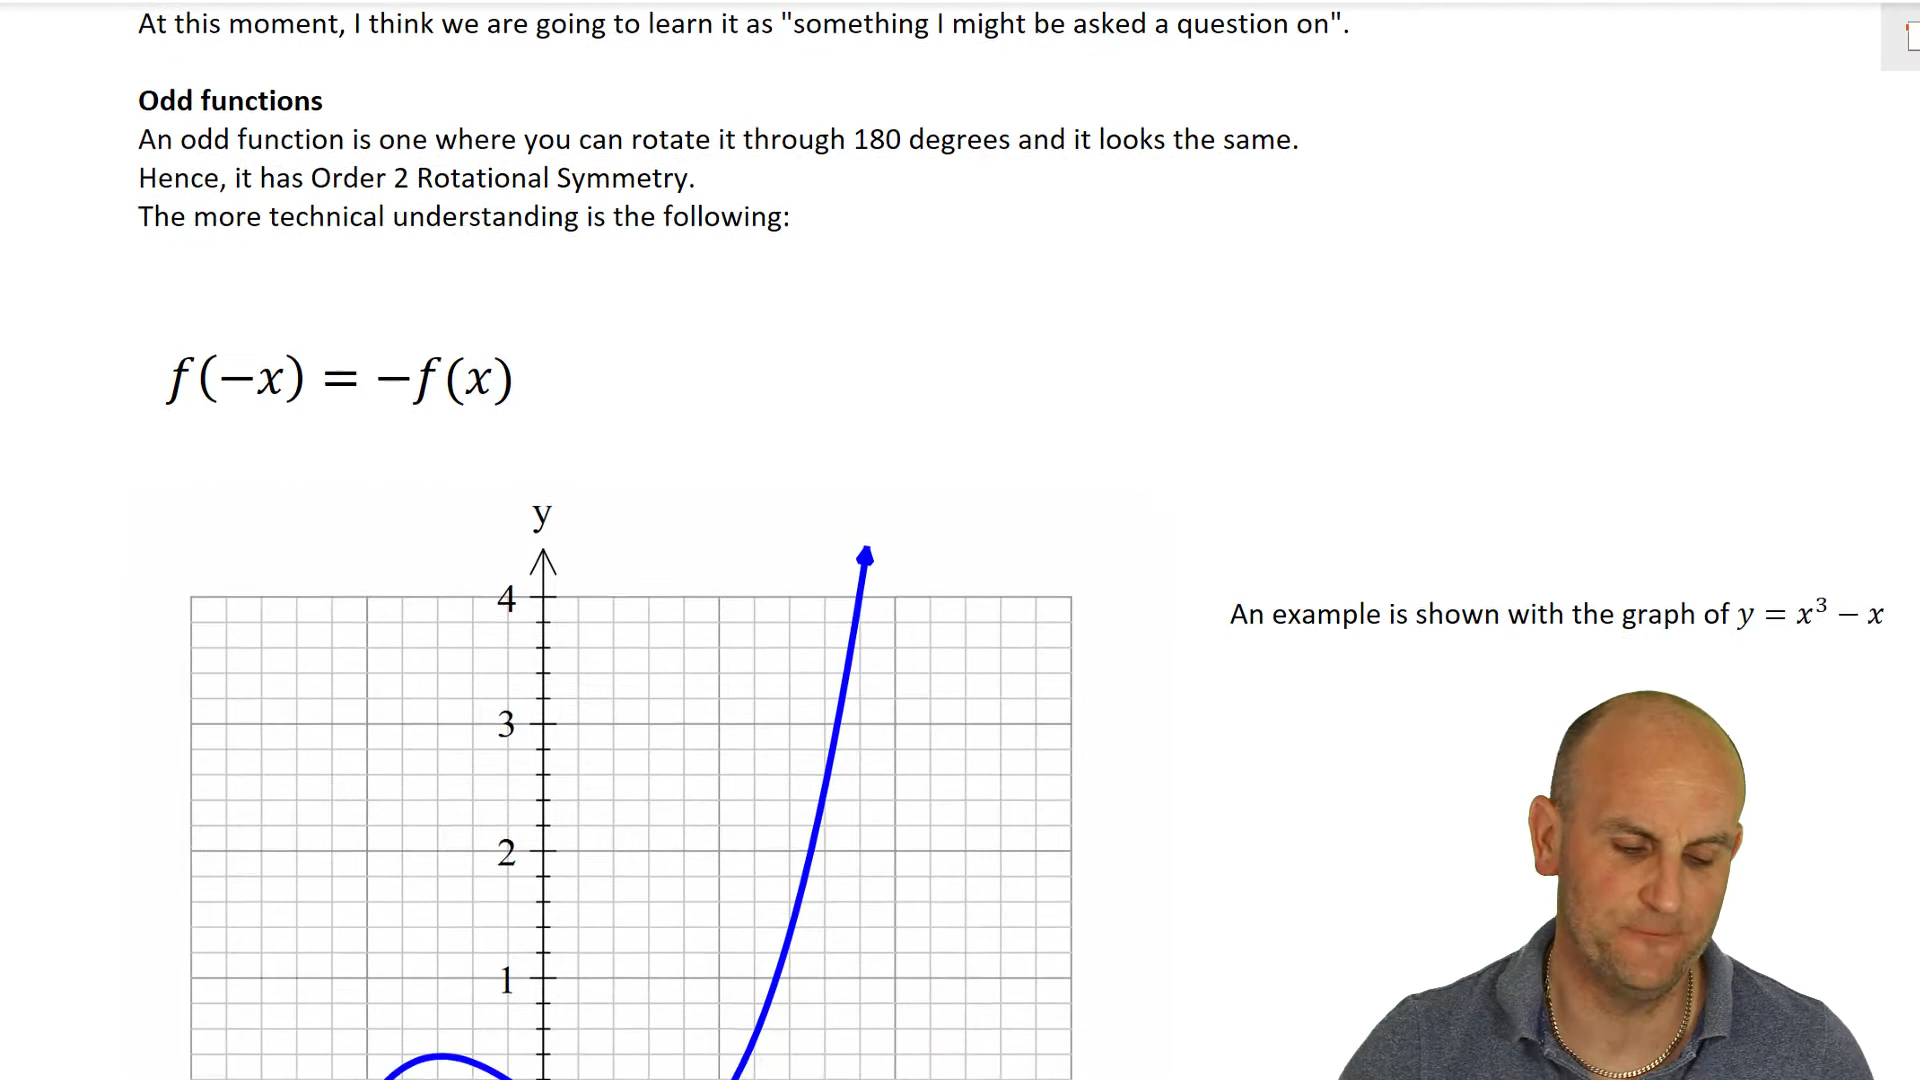 At this moment, I think we are going to learn it as "something I might be asked a question on".
Odd functions
An odd function is one where you can rotate it through 180 degrees and it looks the same.
Hence, it has Order 2 Rotational Symmetry.
The more technical understanding is the following:
f(−x) = −f(x)
y
4
An example is shown with the graph of y = x³ − x
3
2
1